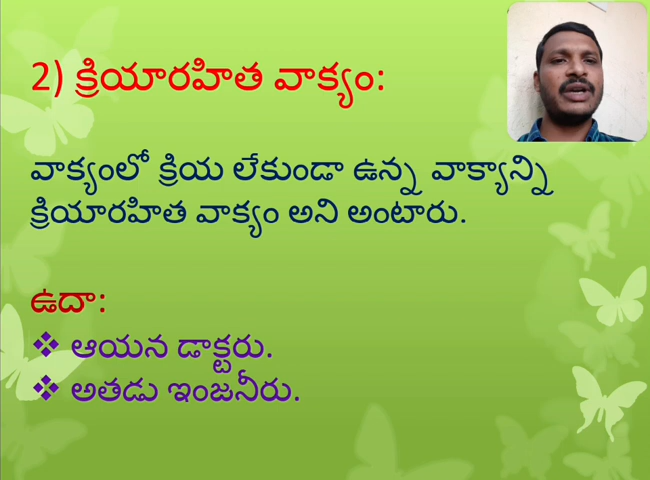 2) క్రియారహిత వాక్యం:
వాక్యంలో క్రియ లేకుండా ఉన్న వాక్యాన్ని
క్రియారహిత వాక్యం అని అంటారు.
ఉదా:
❖ ఆయన డాక్టరు.
❖ అతడు ఇంజనీరు.